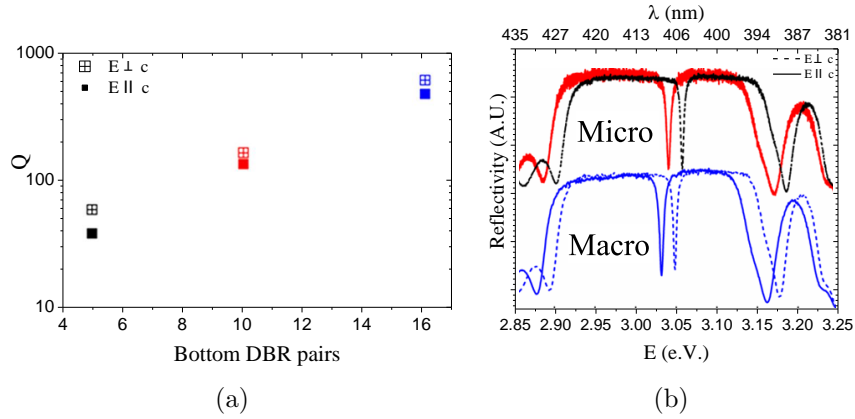 1000
100
10
Q
E ⊥ c
E || c
4 6 8 10 12 14 16
Bottom DBR pairs
(a)
λ (nm)
435 427 420 413 406 400 394 387 381
E ⊥ c
E || c
Reflectivity (A.U.)
Micro
Macro
2.85 2.90 2.95 3.00 3.05 3.10 3.15 3.20 3.25
E (e.V.)
(b)